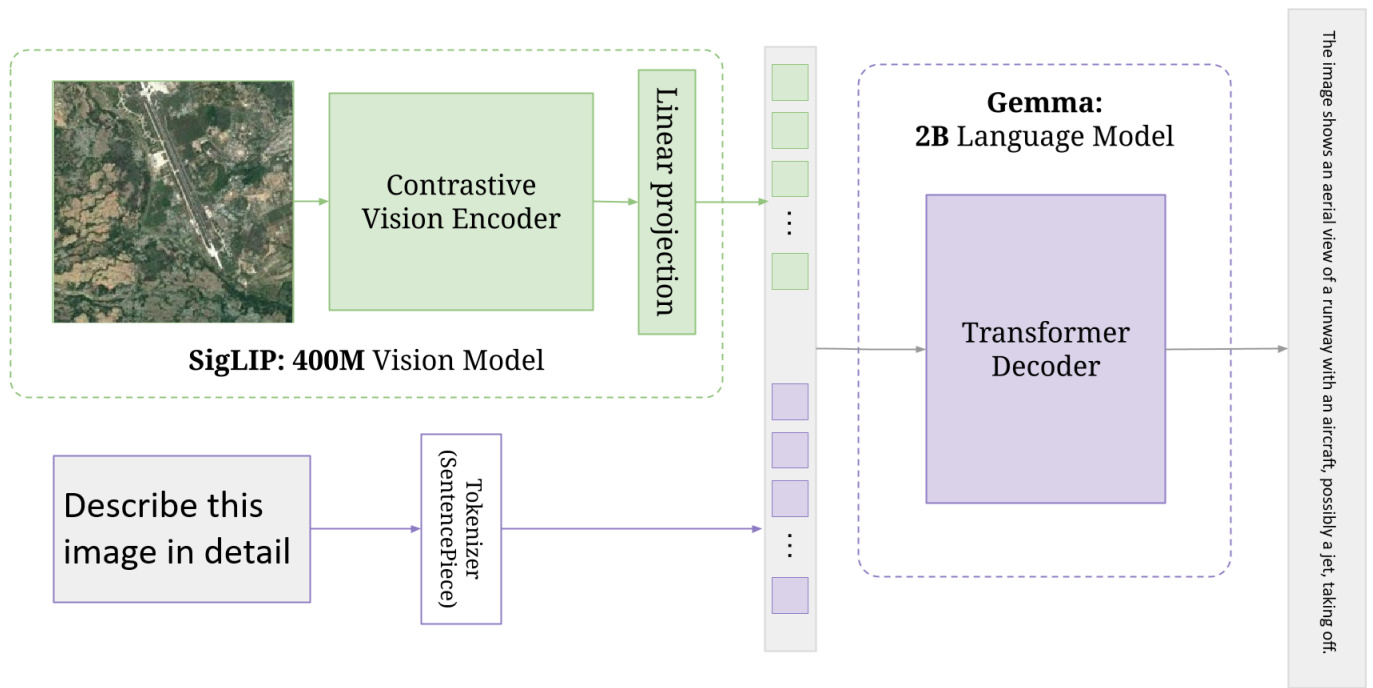 Contrastive
Vision Encoder
Linear projection
SigLIP: 400M Vision Model
Describe this
image in detail
Tokenizer
(SentencePiece)
...
...
Gemma:
2B Language Model
Transformer
Decoder
The image shows an aerial view of a runway with an aircraft, possibly a jet, taking off.